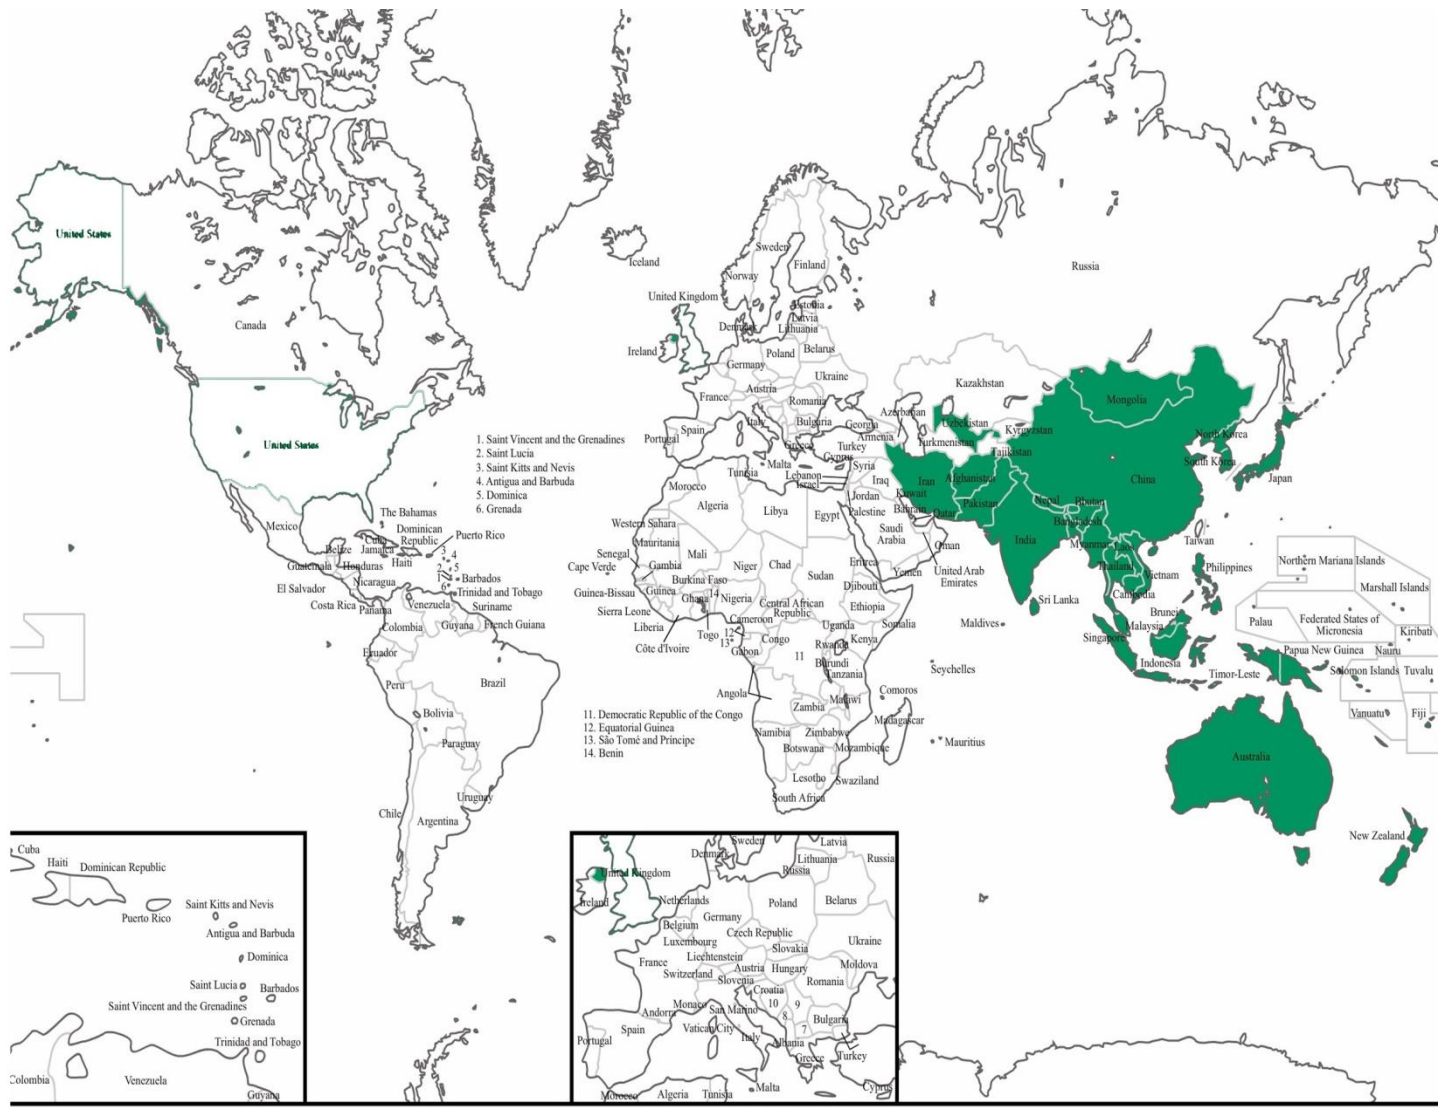 United States
Canada
United States
Mexico
The Bahamas
Cuba
Dominican
Republic
Puerto Rico
Jamaica
Haiti
Belize
Honduras
Guatemala
Nicaragua
El Salvador
Costa Rica
Panama
3
4
2
5
1
6
Barbados
Trinidad and Tobago
Venezuela
Suriname
Guyana
French Guiana
Colombia
Ecuador
Brazil
Peru
Bolivia
Paraguay
Uruguay
Chile
Argentina
1. Saint Vincent and the Grenadines
2. Saint Lucia
3. Saint Kitts and Nevis
4. Antigua and Barbuda
5. Dominica
6. Grenada
Iceland
Sweden
Norway
Finland
United Kingdom
Estonia
Latvia
Lithuania
Denmark
Ireland
Belarus
Poland
Germany
Ukraine
Austria
France
Romania
Italy
Bulgaria
Spain
Portugal
Greece
Georgia
Azerbaijan
Armenia
Turkey
Cyprus
Syria
Malta
Lebanon
Israel
Iraq
Jordan
Palestine
Kuwait
Bahrain
Qatar
Saudi
Arabia
Oman
United Arab
Emirates
Yemen
Russia
Kazakhstan
Uzbekistan
Kyrgyzstan
Turkmenistan
Tajikistan
Iran
Afghanistan
Pakistan
Mongolia
China
North Korea
South Korea
Japan
Nepal
Bhutan
Bangladesh
India
Myanmar
Lao
Thailand
Vietnam
Cambodia
Taiwan
Philippines
Sri Lanka
Maldives
Brunei
Malaysia
Singapore
Indonesia
Timor-Leste
Northern Mariana Islands
Marshall Islands
Palau
Federated States of
Micronesia
Kiribati
Papua New Guinea
Nauru
Solomon Islands
Tuvalu
Vanuatu
Fiji
Australia
New Zealand
Tunisia
Morocco
Algeria
Libya
Egypt
Western Sahara
Mauritania
Mali
Niger
Chad
Sudan
Eritrea
Djibouti
Senegal
Cape Verde
Gambia
Guinea-Bissau
Guinea
Burkina Faso
14
Ghana
Nigeria
Sierra Leone
Liberia
Côte d'Ivoire
Togo
Cameroon
12
13
Gabon
Congo
Central African
Republic
Ethiopia
Somalia
Uganda
Kenya
Rwanda
11
Burundi
Tanzania
Seychelles
Angola
Zambia
Malawi
Comoros
Madagascar
Mauritius
Namibia
Zimbabwe
Botswana
Mozambique
Lesotho
Swaziland
South Africa
11. Democratic Republic of the Congo
12. Equatorial Guinea
13. São Tomé and Príncipe
14. Benin
Cuba
Haiti
Dominican Republic
Puerto Rico
Saint Kitts and Nevis
Antigua and Barbuda
Dominica
Saint Lucia
Barbados
Saint Vincent and the Grenadines
Grenada
Trinidad and Tobago
Colombia
Venezuela
Guyana
Sweden
Denmark
Latvia
Lithuania
Russia
Russia
United Kingdom
Ireland
Netherlands
Poland
Belarus
Germany
Belgium
Czech Republic
Luxembourg
Slovakia
Ukraine
Liechtenstein
France
Austria
Hungary
Moldova
Switzerland
Slovenia
Romania
Croatia
10
9
Monaco
San Marino
Andorra
8
Bulgaria
Spain
Vatican City
7
Portugal
Italy
Albania
Greece
Turkey
Malta
Cyprus
Morocco
Algeria
Tunisia